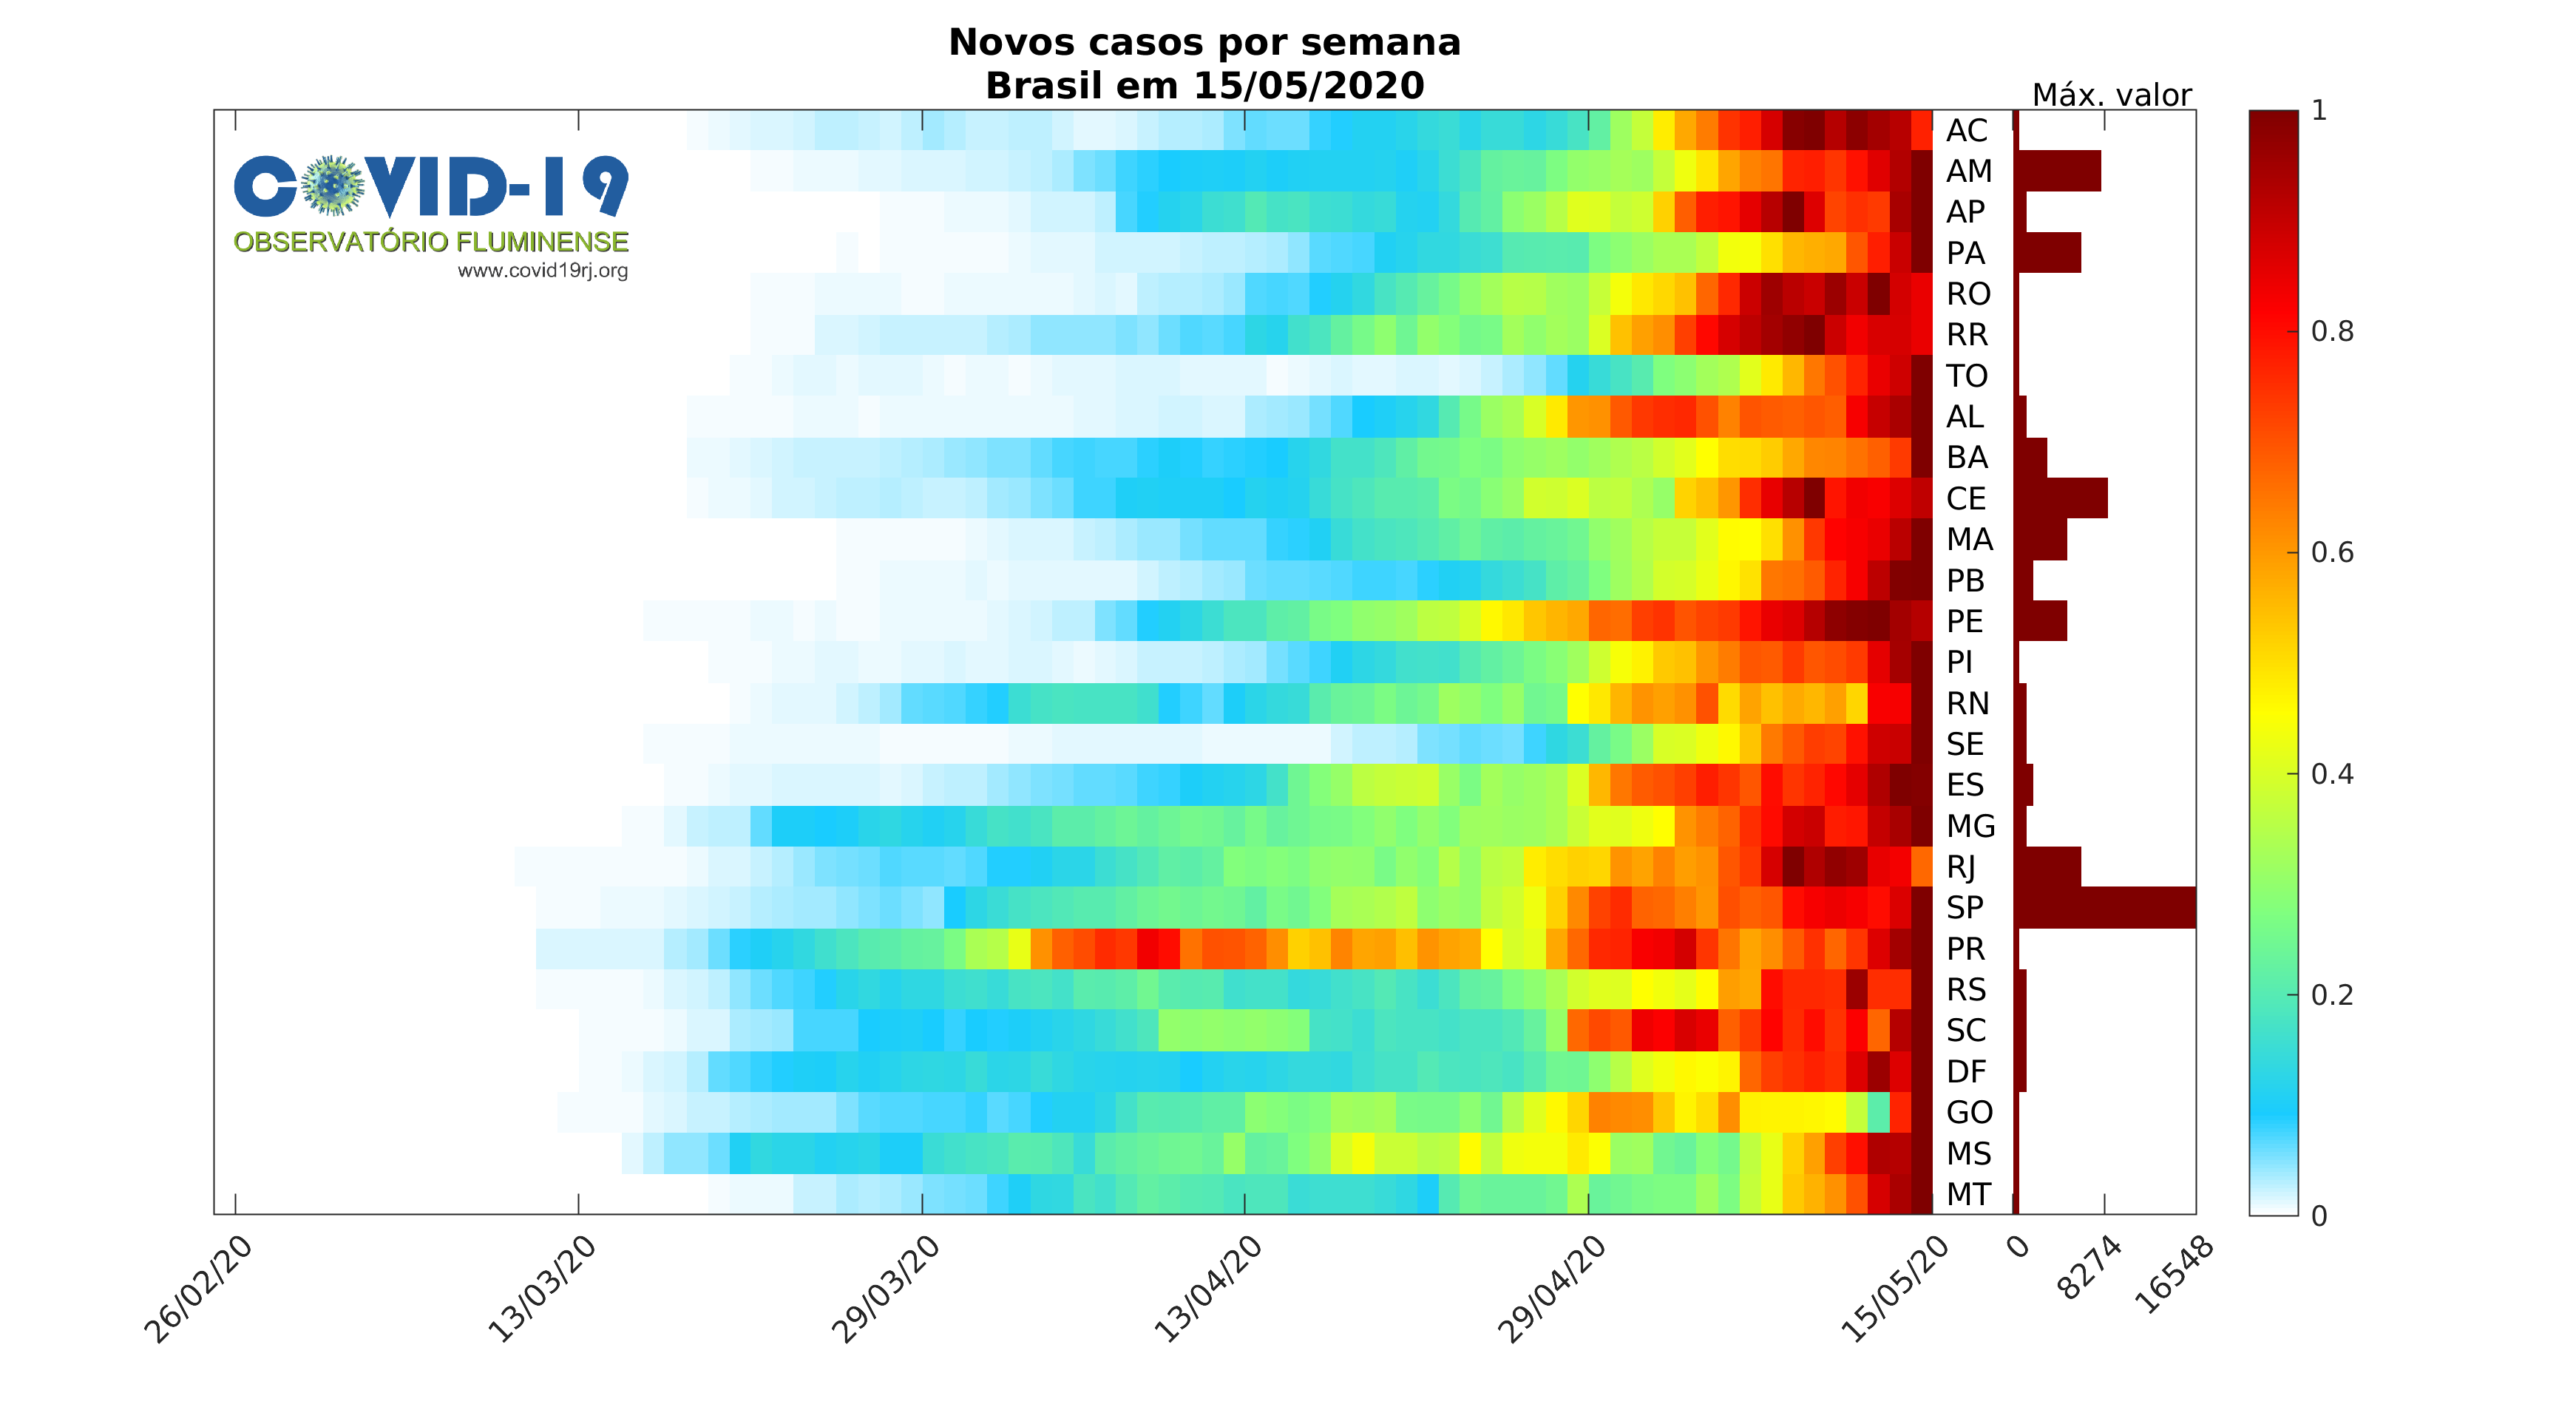 Novos casos por semana
Brasil em 15/05/2020
Máx. valor
COVID-19
OBSERVATÓRIO FLUMINENSE
www.covid19rj.org
AC
AM
AP
PA
RO
RR
TO
AL
BA
CE
MA
PB
PE
PI
RN
SE
ES
MG
RJ
SP
PR
RS
SC
DF
GO
MS
MT
1
0.8
0.6
0.4
0.2
0
26/02/20
13/03/20
29/03/20
13/04/20
29/04/20
15/05/20
0
8274
16548